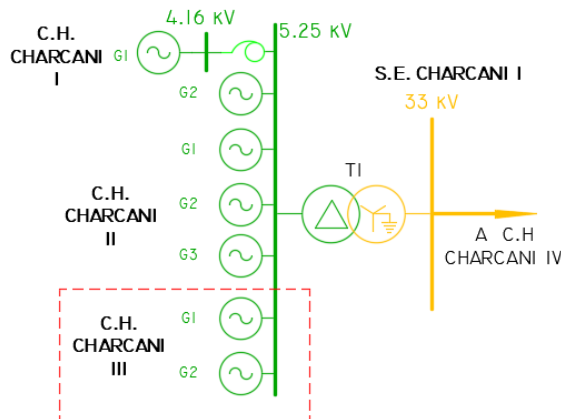 C.H.
CHARCANI
I
G1
4.16 KV
5.25 KV
G2
S.E. CHARCANI I
33 KV
G1
C.H.
CHARCANI
II
G2
G3
T1
A C.H
CHARCANI IV
C.H.
CHARCANI
III
G1
G2